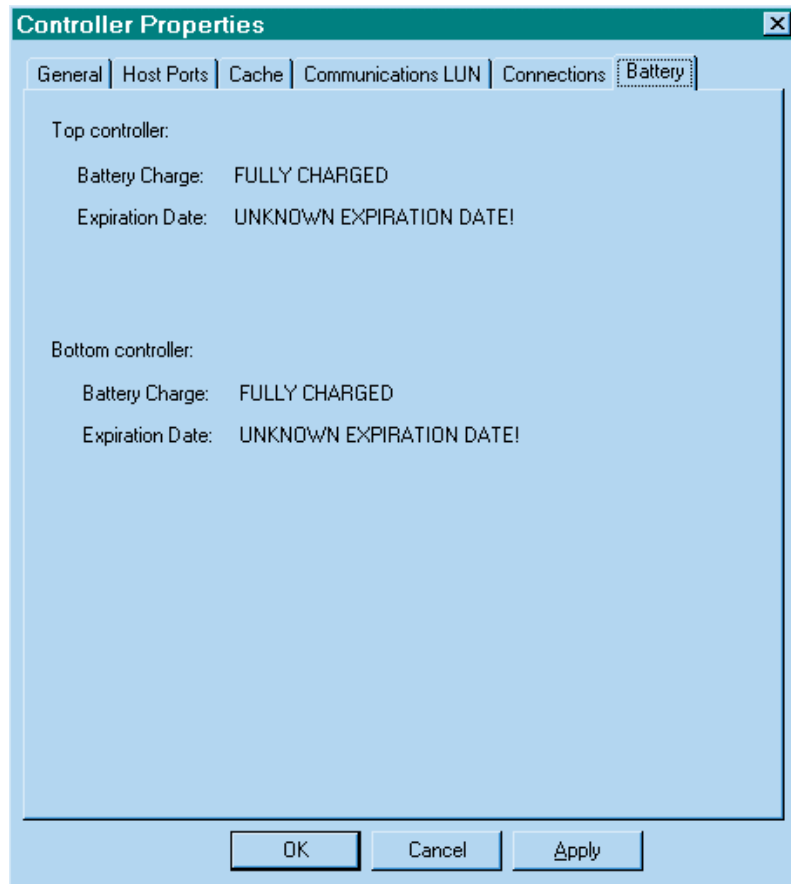 Controller Properties
General Host Ports Cache Communications LUN Connections Battery
Top controller:
Battery Charge: FULLY CHARGED
Expiration Date: UNKNOWN EXPIRATION DATE!
Bottom controller:
Battery Charge: FULLY CHARGED
Expiration Date: UNKNOWN EXPIRATION DATE!
OK Cancel Apply